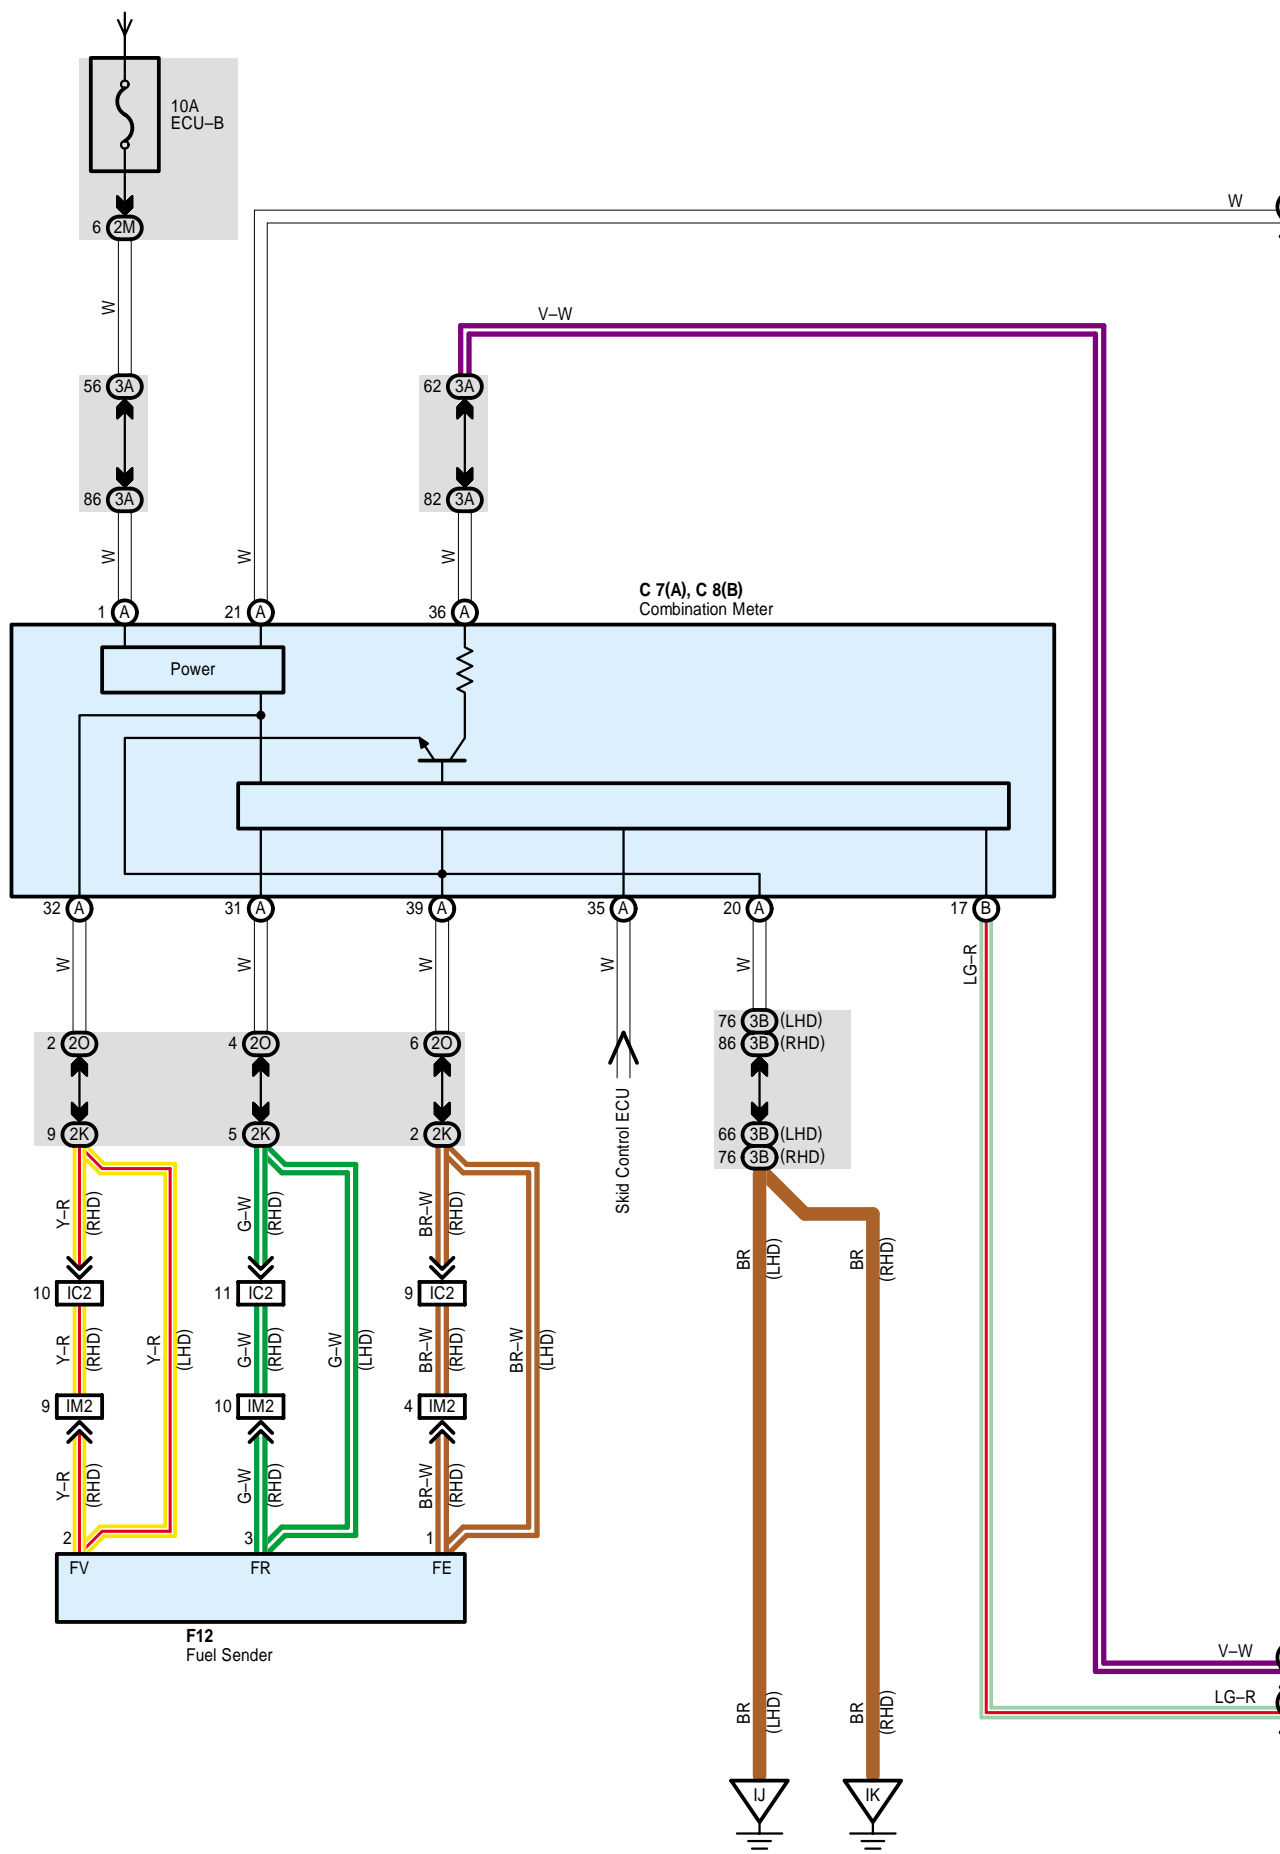 10A
ECU–B
6 2M
W
W
V–W
56 3A
62 3A
86 3A
82 3A
W
W
W
C 7(A), C 8(B)
Combination Meter
1 A
21 A
36 A
Power
32 A
31 A
39 A
35 A
20 A
17 B
W
W
W
W
W
LG–R
76 3B (LHD)
86 3B (RHD)
2 2O
4 2O
6 2O
Skid Control ECU
9 2K
5 2K
2 2K
66 3B (LHD)
76 3B (RHD)
Y–R (RHD)
G–W (RHD)
BR–W (RHD)
BR (LHD)
BR (RHD)
10 IC2
11 IC2
9 IC2
Y–R (RHD)
Y–R (LHD)
G–W (RHD)
G–W (LHD)
BR–W (RHD)
BR–W (LHD)
9 IM2
10 IM2
4 IM2
Y–R (RHD)
G–W (RHD)
BR–W (RHD)
2
3
1
FV
FR
FE
F12
Fuel Sender
V–W
LG–R
BR (LHD)
BR (RHD)
IJ
IK